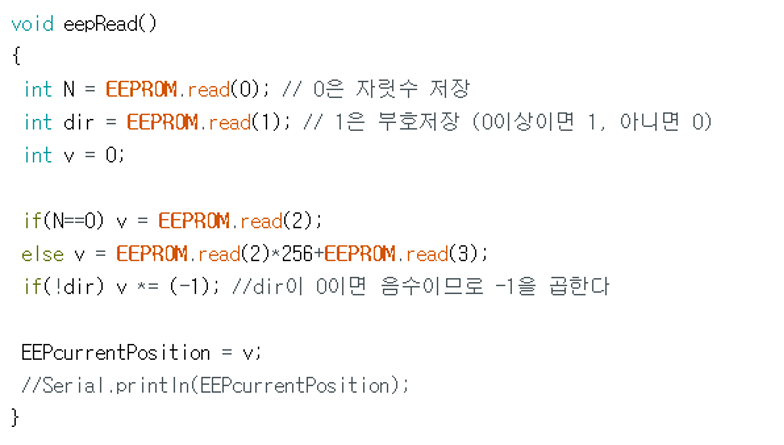 void eepRead()
{
int N = EEPROM.read(0); // 0은 자릿수 저장
int dir = EEPROM.read(1); // 1은 부호저장 (0이상이면 1, 아니면 0)
int v = 0;
if(N==0) v = EEPROM.read(2);
else v = EEPROM.read(2)*256+EEPROM.read(3);
if(!dir) v *= (-1); //dir이 0이면 음수이므로 -1을 곱한다
EEPcurrentPosition = v;
//Serial.println(EEPcurrentPosition);
}